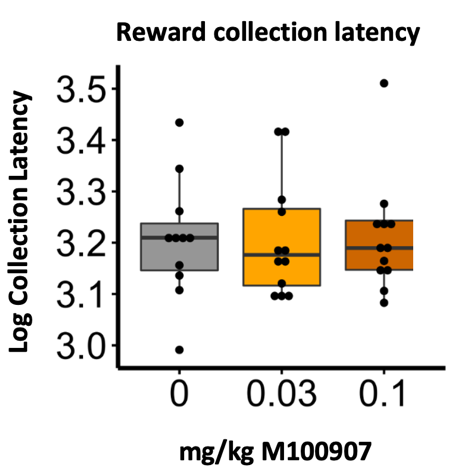 Reward collection latency
Log Collection Latency
3.5
3.4
3.3
3.2
3.1
3.0
0 0.03 0.1
mg/kg M100907